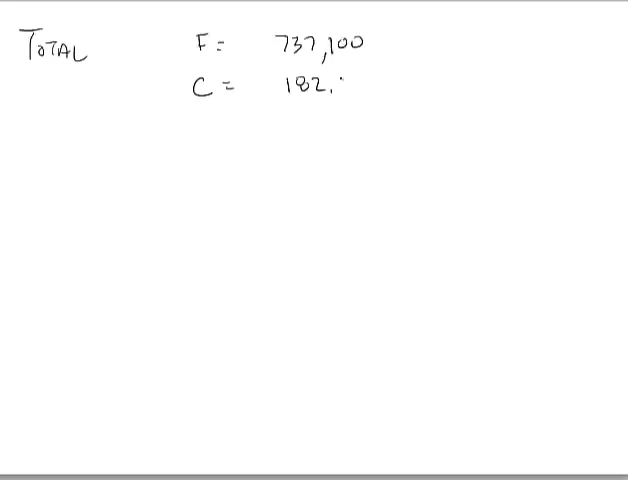 TOTAL F = 737,100
C = 182.